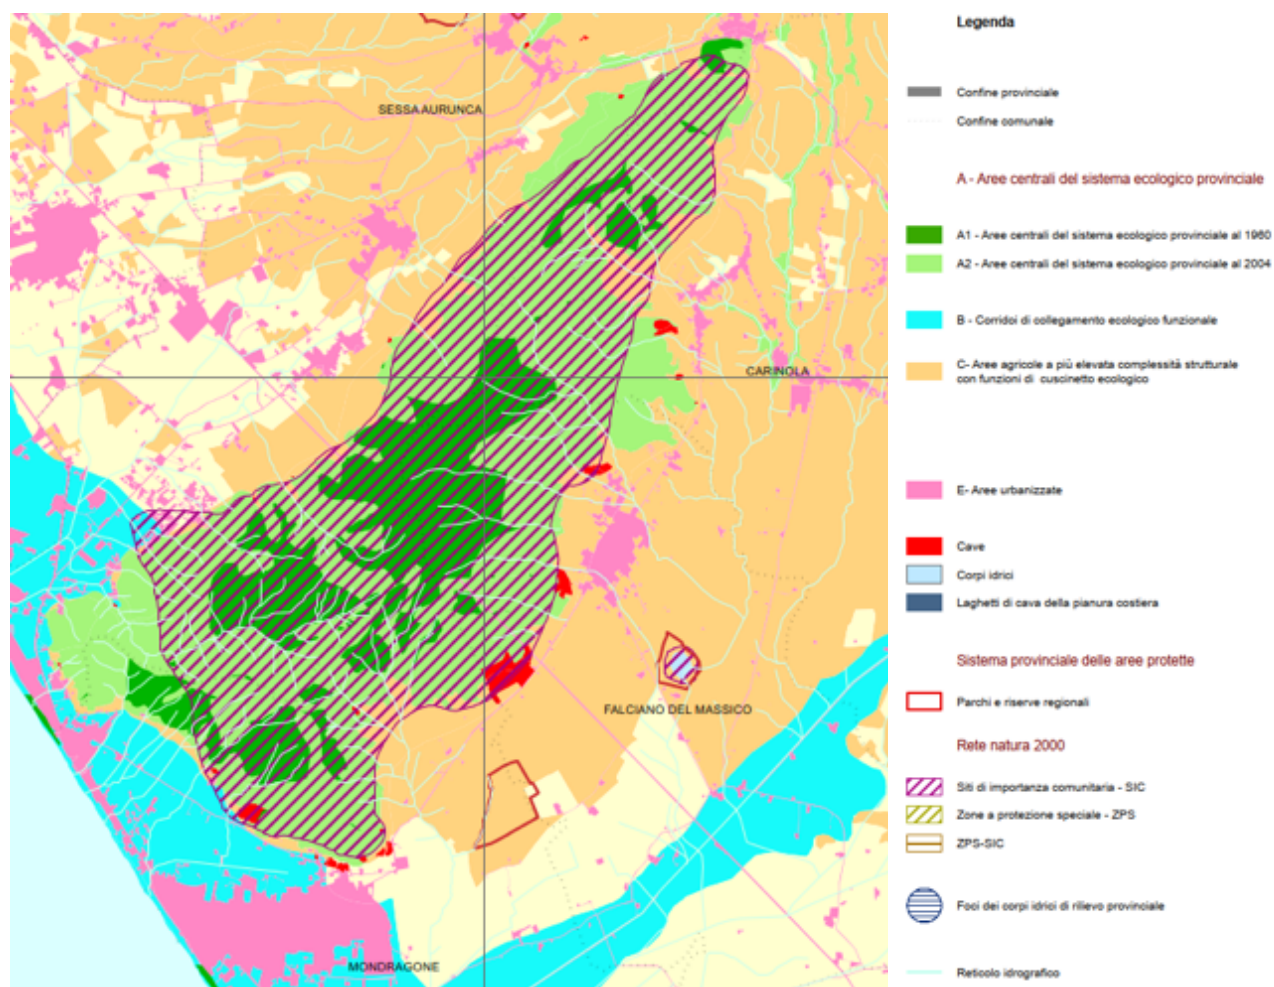 Legenda
Confine provinciale
Confine comunale
A - Aree centrali del sistema ecologico provinciale
A1 - Aree centrali del sistema ecologico provinciale al 1960
A2 - Aree centrali del sistema ecologico provinciale al 2004
B - Corridoi di collegamento ecologico funzionale
C- Aree agricole a più elevata complessità strutturale
con funzioni di cuscinetto ecologico
E- Aree urbanizzate
Cave
Corpi idrici
Laghetti di cava della pianura costiera
Sistema provinciale delle aree protette
Parchi e riserve regionali
Rete natura 2000
Siti di importanza comunitaria - SIC
Zone a protezione speciale - ZPS
ZPS-SIC
Foci dei corpi idrici di rilievo provinciale
Reticolo idrografico
SESSA AURUNCA
CARINOLA
FALCIANO DEL MASSICO
MONDRAGONE